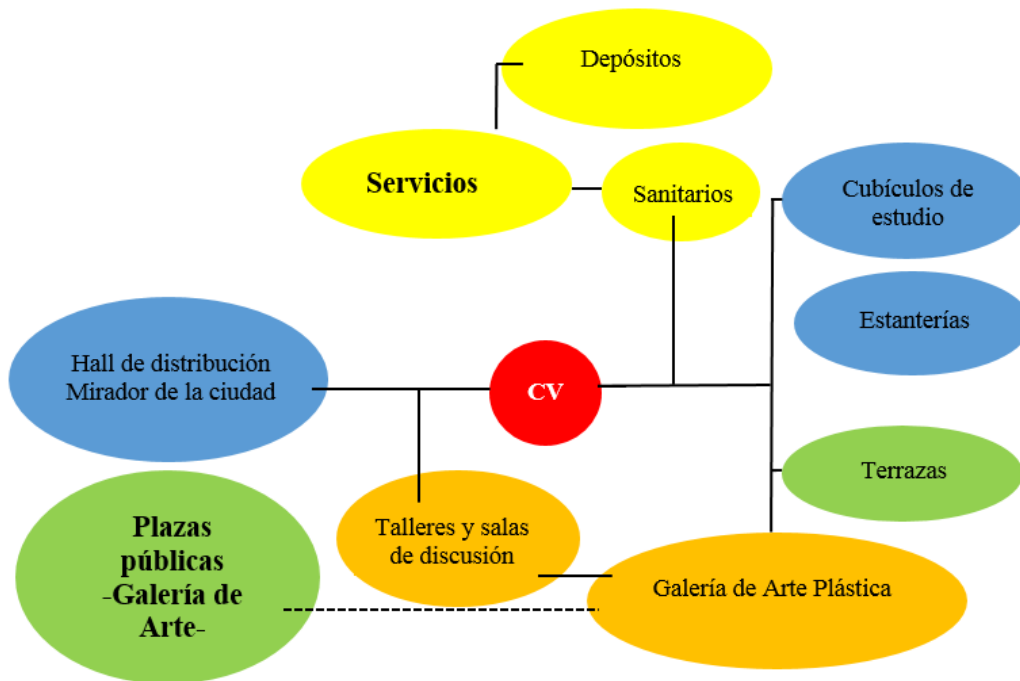 Depósitos
Servicios
Sanitarios
Cubículos de
estudio
Estanterías
Hall de distribución
Mirador de la ciudad
CV
Terrazas
Plazas
públicas
-Galería de
Arte-
Talleres y salas
de discusión
Galería de Arte Plástica